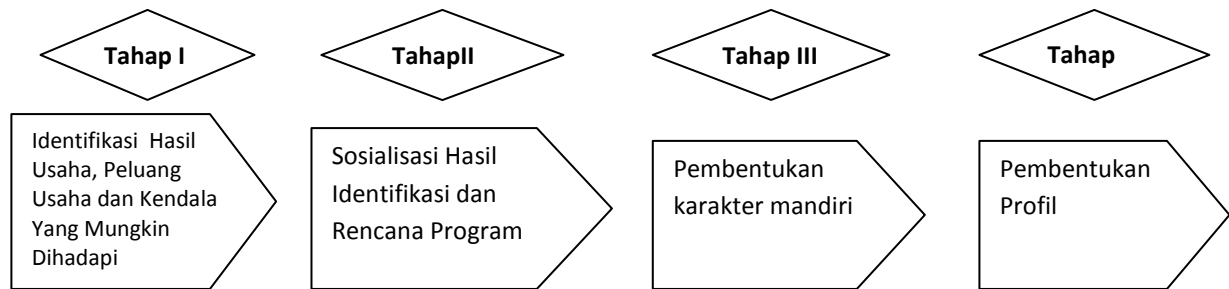 Tahap I
TahapII
Tahap III
Tahap
Identifikasi Hasil
Usaha, Peluang
Usaha dan Kendala
Yang Mungkin
Dihadapi
Sosialisasi Hasil
Identifikasi dan
Rencana Program
Pembentukan
karakter mandiri
Pembentukan
Profil